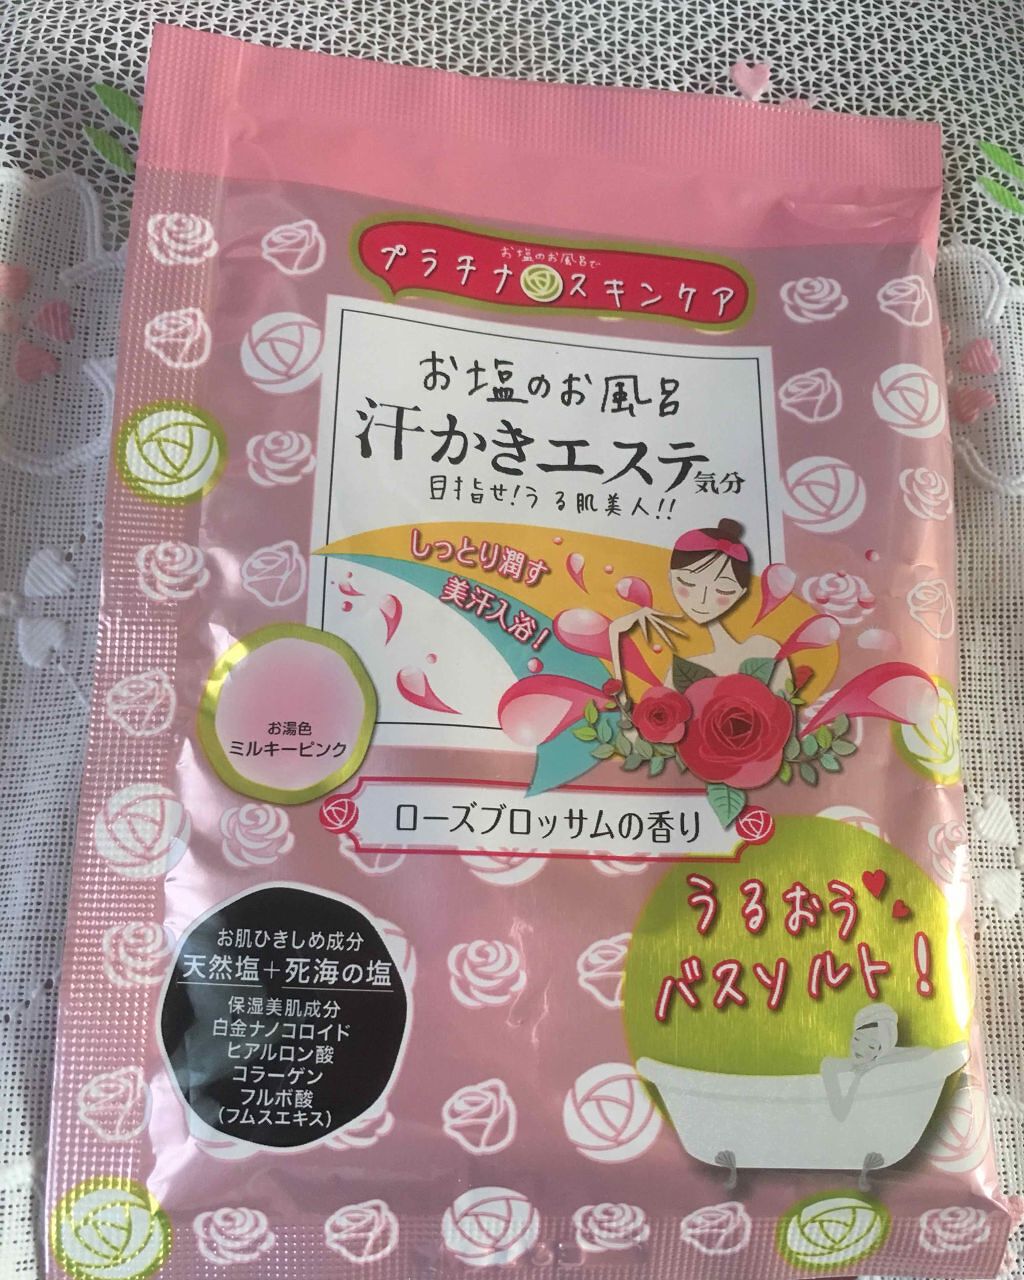 お塩のお風呂で
プラチナスキンケア
お塩のお風呂
汗かきエステ気分
目指せ!うる肌美人!!
しっとり潤す
美汗入浴!
お湯色
ミルキーピンク
ローズブロッサムの香り
うるおう
バスソルト!
お肌ひきしめ成分
天然塩+死海の塩
保湿美肌成分
白金ナノコロイド
ヒアルロン酸
コラーゲン
フルボ酸
(フムスエキス)